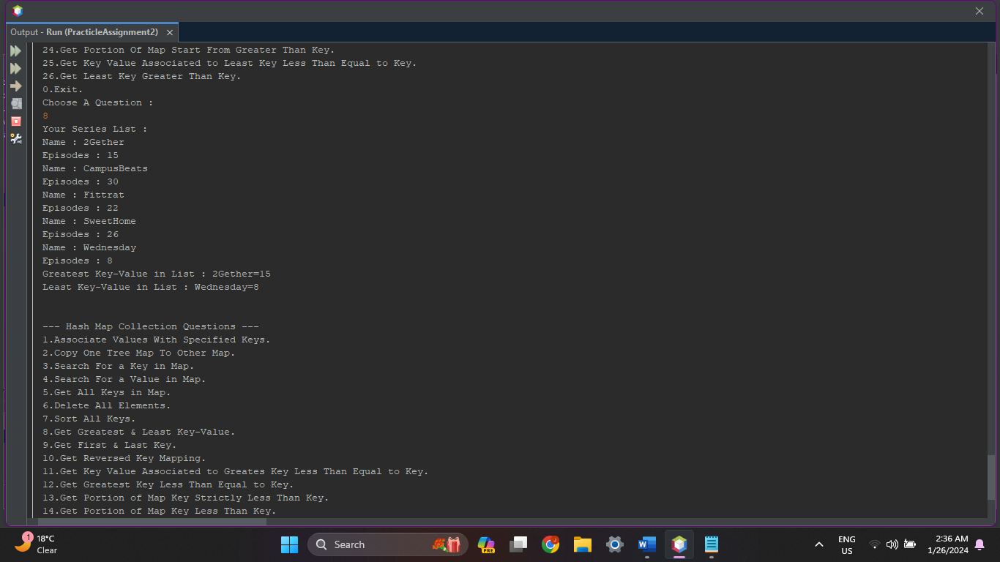 Output - Run (PracticleAssignment2)
24.Get Portion Of Map Start From Greater Than Key.
25.Get Key Value Associated to Least Key Less Than Equal to Key.
26.Get Least Key Greater Than Key.
0.Exit.
Choose A Question :
8
Your Series List :
Name : 2Gether
Episodes : 15
Name : CampusBeats
Episodes : 30
Name : Fittrat
Episodes : 22
Name : SweetHome
Episodes : 26
Name : Wednesday
Episodes : 8
Greatest Key-Value in List : 2Gether=15
Least Key-Value in List : Wednesday=8
--- Hash Map Collection Questions ---
1.Associate Values With Specified Keys.
2.Copy One Tree Map To Other Map.
3.Search For a Key in Map.
4.Search For a Value in Map.
5.Get All Keys in Map.
6.Delete All Elements.
7.Sort All Keys.
8.Get Greatest & Least Key-Value.
9.Get First & Last Key.
10.Get Reversed Key Mapping.
11.Get Key Value Associated to Greates Key Less Than Equal to Key.
12.Get Greatest Key Less Than Equal to Key.
13.Get Portion of Map Key Strictly Less Than Key.
14.Get Portion of Map Key Less Than Key.
1
18°C
Clear
Search
PRE
W
ENG
US
2:36 AM
1/26/2024